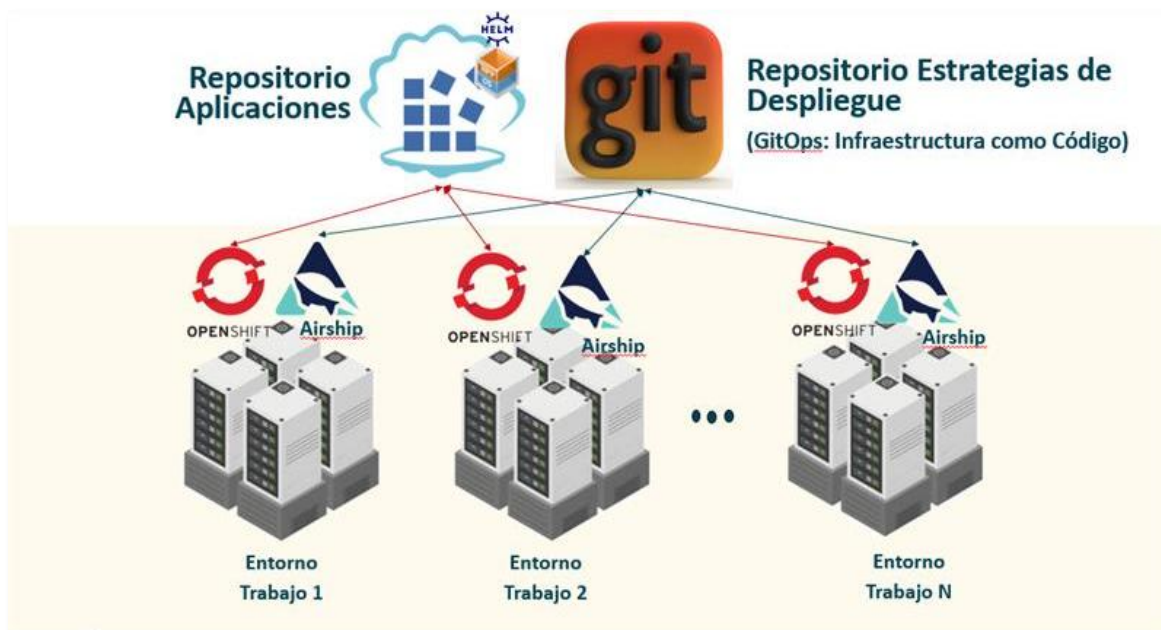 HELM
Repositorio
Aplicaciones
git
Repositorio Estrategias de
Despliegue
(GitOps: Infraestructura como Código)
OPENSHIFT
Airship
OPENSHIFT
Airship
OPENSHIFT
Airship
...
Entorno
Trabajo 1
Entorno
Trabajo 2
Entorno
Trabajo N